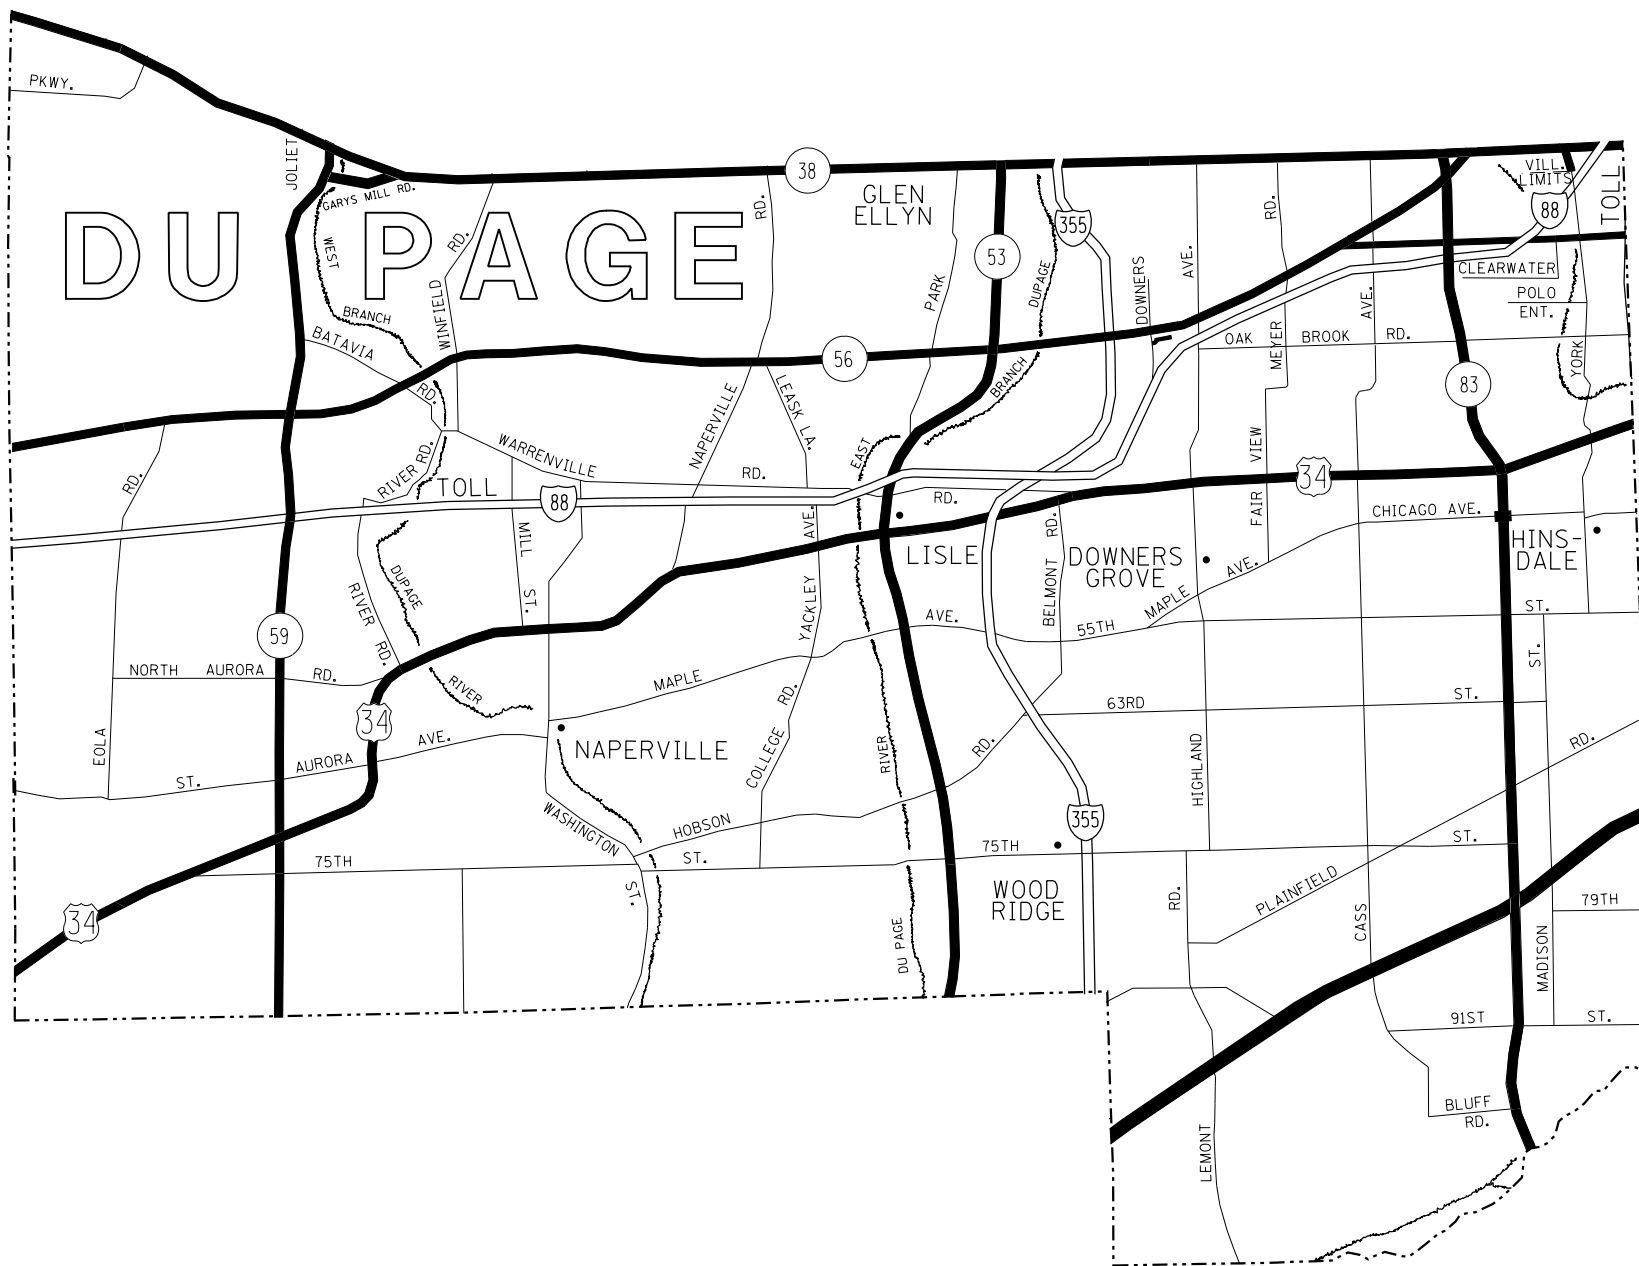 PKWY.
JOLIET
GARYS MILL RD.
38
GLEN
ELLYN
RD.
RD.
VILL.
LIMITS
TOLL
88
355
53
DU PAGE
WEST
BRANCH
RD.
WINFIELD
BATAVIA
RD.
PARK
DUPAGE
BRANCH
EAST
DOWNERS
AVE.
MEYER
AVE.
CLEARWATER
POLO
ENT.
YORK
OAK BROOK RD.
56
83
NAPERVILLE
LEASK LA.
WARRENVILLE
RD.
RD.
RIVER RD.
TOLL
88
RD.
34
FAIR VIEW
CHICAGO AVE.
HINS-
DALE
MILL
ST.
AVE.
YACKLEY
LISLE
RD.
BELMONT
DOWNERS
GROVE
MAPLE
AVE.
DUPAGE
RIVER
RD.
59
AVE.
55TH
ST.
ST.
NORTH AURORA RD.
MAPLE
RIVER
34
63RD
ST.
EOLA
ST.
AURORA
AVE.
NAPERVILLE
COLLEGE
RD.
RIVER
RD.
HIGHLAND
RD.
355
WASHINGTON
HOBSON
75TH
ST.
75TH
ST.
ST.
WOOD
RIDGE
RD.
PLAINFIELD
CASS
79TH
MADISON
34
DU PAGE
91ST
ST.
LEMONT
BLUFF
RD.